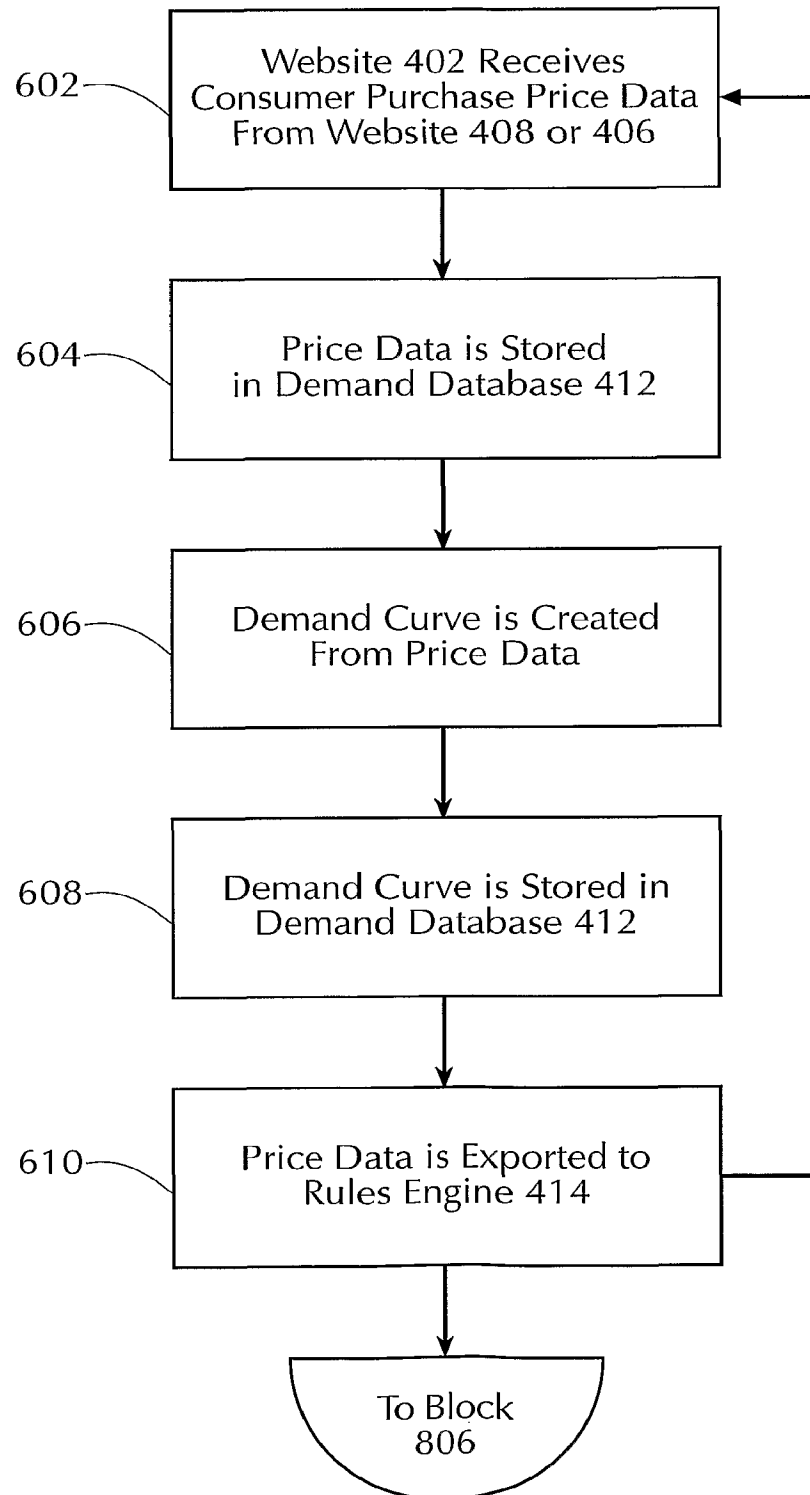 602
Website 402 Receives
Consumer Purchase Price Data
From Website 408 or 406
604
Price Data is Stored
in Demand Database 412
606
Demand Curve is Created
From Price Data
608
Demand Curve is Stored in
Demand Database 412
610
Price Data is Exported to
Rules Engine 414
To Block
806